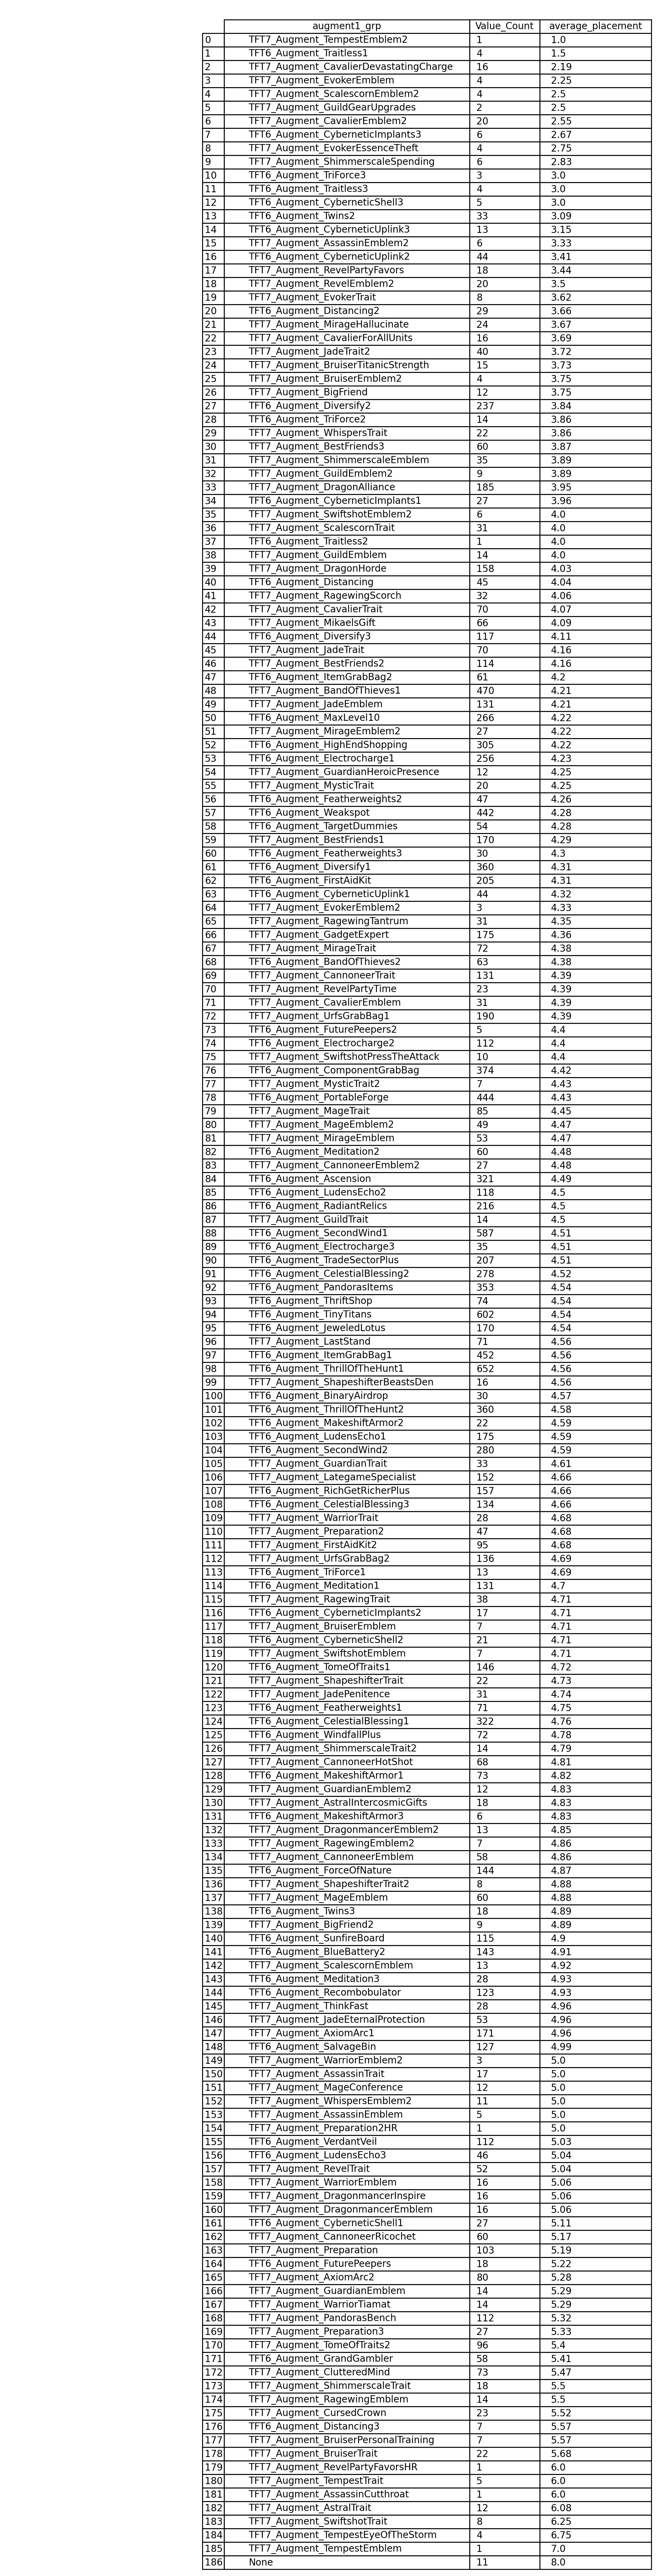 augment1_grp Value_Count average_placement
0 TFT7_Augment_TempestEmblem2 1 1.0
1 TFT6_Augment_Traitless1 4 1.5
2 TFT7_Augment_CavalierDevastatingCharge 16 2.19
3 TFT7_Augment_EvokerEmblem 4 2.25
4 TFT7_Augment_ScalescornEmblem2 4 2.5
5 TFT7_Augment_GuildGearUpgrades 2 2.5
6 TFT7_Augment_CavalierEmblem2 20 2.55
7 TFT6_Augment_CyberneticImplants3 6 2.67
8 TFT7_Augment_EvokerEssenceTheft 4 2.75
9 TFT7_Augment_ShimmerscaleSpending 6 2.83
10 TFT6_Augment_TriForce3 3 3.0
11 TFT6_Augment_Traitless3 4 3.0
12 TFT6_Augment_CyberneticShell3 5 3.0
13 TFT6_Augment_Twins2 33 3.09
14 TFT6_Augment_CyberneticUplink3 13 3.15
15 TFT7_Augment_AssassinEmblem2 6 3.33
16 TFT6_Augment_CyberneticUplink2 44 3.41
17 TFT7_Augment_RevelPartyFavors 18 3.44
18 TFT7_Augment_RevelEmblem2 20 3.5
19 TFT7_Augment_EvokerTrait 8 3.62
20 TFT6_Augment_Distancing2 29 3.66
21 TFT7_Augment_MirageHallucinate 24 3.67
22 TFT7_Augment_CavalierForAllUnits 16 3.69
23 TFT7_Augment_JadeTrait2 40 3.72
24 TFT7_Augment_BruiserTitanicStrength 15 3.73
25 TFT7_Augment_BruiserEmblem2 4 3.75
26 TFT7_Augment_BigFriend 12 3.75
27 TFT6_Augment_Diversify2 237 3.84
28 TFT6_Augment_TriForce2 14 3.86
29 TFT7_Augment_WhispersTrait 22 3.86
30 TFT7_Augment_BestFriends3 60 3.87
31 TFT7_Augment_ShimmerscaleEmblem 35 3.89
32 TFT7_Augment_GuildEmblem2 9 3.89
33 TFT7_Augment_DragonAlliance 185 3.95
34 TFT6_Augment_CyberneticImplants1 27 3.96
35 TFT7_Augment_SwiftshotEmblem2 6 4.0
36 TFT7_Augment_ScalescornTrait 31 4.0
37 TFT6_Augment_Traitless2 1 4.0
38 TFT7_Augment_GuildEmblem 14 4.0
39 TFT7_Augment_DragonHorde 158 4.03
40 TFT6_Augment_Distancing 45 4.04
41 TFT7_Augment_RagewingScorch 32 4.06
42 TFT7_Augment_CavalierTrait 70 4.07
43 TFT7_Augment_MikaelsGift 66 4.09
44 TFT6_Augment_Diversify3 117 4.11
45 TFT7_Augment_JadeTrait 70 4.16
46 TFT7_Augment_BestFriends2 114 4.16
47 TFT6_Augment_ItemGrabBag2 61 4.2
48 TFT7_Augment_BandOfThieves1 470 4.21
49 TFT7_Augment_JadeEmblem 131 4.21
50 TFT6_Augment_MaxLevel10 266 4.22
51 TFT7_Augment_MirageEmblem2 27 4.22
52 TFT6_Augment_HighEndShopping 305 4.22
53 TFT6_Augment_Electrocharge1 256 4.23
54 TFT7_Augment_GuardianHeroicPresence 12 4.25
55 TFT7_Augment_MysticTrait 20 4.25
56 TFT6_Augment_Featherweights2 47 4.26
57 TFT6_Augment_Weakspot 442 4.28
58 TFT6_Augment_TargetDummies 54 4.28
59 TFT7_Augment_BestFriends1 170 4.29
60 TFT6_Augment_Featherweights3 30 4.3
61 TFT6_Augment_Diversify1 360 4.31
62 TFT6_Augment_FirstAidKit 205 4.31
63 TFT6_Augment_CyberneticUplink1 44 4.32
64 TFT7_Augment_EvokerEmblem2 3 4.33
65 TFT7_Augment_RagewingTantrum 31 4.35
66 TFT7_Augment_GadgetExpert 175 4.36
67 TFT7_Augment_MirageTrait 72 4.38
68 TFT6_Augment_BandOfThieves2 63 4.38
69 TFT7_Augment_CannoneerTrait 131 4.39
70 TFT7_Augment_RevelPartyTime 23 4.39
71 TFT7_Augment_CavalierEmblem 31 4.39
72 TFT7_Augment_UrfsGrabBag1 190 4.39
73 TFT6_Augment_FuturePeepers2 5 4.4
74 TFT6_Augment_Electrocharge2 112 4.4
75 TFT7_Augment_SwiftshotPressTheAttack 10 4.4
76 TFT6_Augment_ComponentGrabBag 374 4.42
77 TFT7_Augment_MysticTrait2 7 4.43
78 TFT6_Augment_PortableForge 444 4.43
79 TFT7_Augment_MageTrait 85 4.45
80 TFT7_Augment_MageEmblem2 49 4.47
81 TFT7_Augment_MirageEmblem 53 4.47
82 TFT6_Augment_Meditation2 60 4.48
83 TFT7_Augment_CannoneerEmblem2 27 4.48
84 TFT6_Augment_Ascension 321 4.49
85 TFT6_Augment_LudensEcho2 118 4.5
86 TFT6_Augment_RadiantRelics 216 4.5
87 TFT7_Augment_GuildTrait 14 4.5
88 TFT6_Augment_SecondWind1 587 4.51
89 TFT6_Augment_Electrocharge3 35 4.51
90 TFT6_Augment_TradeSectorPlus 207 4.51
91 TFT6_Augment_CelestialBlessing2 278 4.52
92 TFT6_Augment_PandorasItems 353 4.54
93 TFT6_Augment_ThriftShop 74 4.54
94 TFT6_Augment_TinyTitans 602 4.54
95 TFT6_Augment_JeweledLotus 170 4.54
96 TFT7_Augment_LastStand 71 4.56
97 TFT6_Augment_ItemGrabBag1 452 4.56
98 TFT6_Augment_ThrillOfTheHunt1 652 4.56
99 TFT7_Augment_ShapeshifterBeastsDen 16 4.56
100 TFT6_Augment_BinaryAirdrop 30 4.57
101 TFT6_Augment_ThrillOfTheHunt2 360 4.58
102 TFT6_Augment_MakeshiftArmor2 22 4.59
103 TFT6_Augment_LudensEcho1 175 4.59
104 TFT6_Augment_SecondWind2 280 4.59
105 TFT7_Augment_GuardianTrait 33 4.61
106 TFT7_Augment_LategameSpecialist 152 4.66
107 TFT6_Augment_RichGetRicherPlus 157 4.66
108 TFT6_Augment_CelestialBlessing3 134 4.66
109 TFT7_Augment_WarriorTrait 28 4.68
110 TFT7_Augment_Preparation2 47 4.68
111 TFT7_Augment_FirstAidKit2 95 4.68
112 TFT7_Augment_UrfsGrabBag2 136 4.69
113 TFT6_Augment_TriForce1 13 4.69
114 TFT6_Augment_Meditation1 131 4.7
115 TFT7_Augment_RagewingTrait 38 4.71
116 TFT6_Augment_CyberneticImplants2 17 4.71
117 TFT7_Augment_BruiserEmblem 7 4.71
118 TFT6_Augment_CyberneticShell2 21 4.71
119 TFT7_Augment_SwiftshotEmblem 7 4.71
120 TFT6_Augment_TomeOfTraits1 146 4.72
121 TFT7_Augment_ShapeshifterTrait 22 4.73
122 TFT7_Augment_JadePenitence 31 4.74
123 TFT6_Augment_Featherweights1 71 4.75
124 TFT6_Augment_CelestialBlessing1 322 4.76
125 TFT6_Augment_WindfallPlus 72 4.78
126 TFT7_Augment_ShimmerscaleTrait2 14 4.79
127 TFT7_Augment_CannoneerHotShot 68 4.81
128 TFT6_Augment_MakeshiftArmor1 73 4.82
129 TFT7_Augment_GuardianEmblem2 12 4.83
130 TFT7_Augment_AstralIntercosmicGifts 18 4.83
131 TFT6_Augment_MakeshiftArmor3 6 4.83
132 TFT7_Augment_DragonmancerEmblem2 13 4.85
133 TFT7_Augment_RagewingEmblem2 7 4.86
134 TFT7_Augment_CannoneerEmblem 58 4.86
135 TFT6_Augment_ForceOfNature 144 4.87
136 TFT7_Augment_ShapeshifterTrait2 8 4.88
137 TFT7_Augment_MageEmblem 60 4.88
138 TFT6_Augment_Twins3 18 4.89
139 TFT7_Augment_BigFriend2 9 4.89
140 TFT6_Augment_SunfireBoard 115 4.9
141 TFT6_Augment_BlueBattery2 143 4.91
142 TFT7_Augment_ScalescornEmblem 13 4.92
143 TFT6_Augment_Meditation3 28 4.93
144 TFT6_Augment_Recombobulator 123 4.93
145 TFT7_Augment_ThinkFast 28 4.96
146 TFT7_Augment_JadeEternalProtection 53 4.96
147 TFT7_Augment_AxiomArc1 171 4.96
148 TFT6_Augment_SalvageBin 127 4.99
149 TFT7_Augment_WarriorEmblem2 3 5.0
150 TFT7_Augment_AssassinTrait 17 5.0
151 TFT7_Augment_MageConference 12 5.0
152 TFT7_Augment_WhispersEmblem2 11 5.0
153 TFT7_Augment_AssassinEmblem 5 5.0
154 TFT7_Augment_Preparation2HR 1 5.0
155 TFT6_Augment_VerdantVeil 112 5.03
156 TFT6_Augment_LudensEcho3 46 5.04
157 TFT7_Augment_RevelTrait 52 5.04
158 TFT7_Augment_WarriorEmblem 16 5.06
159 TFT7_Augment_DragonmancerInspire 16 5.06
160 TFT7_Augment_DragonmancerEmblem 16 5.06
161 TFT6_Augment_CyberneticShell1 27 5.11
162 TFT7_Augment_CannoneerRicochet 60 5.17
163 TFT7_Augment_Preparation 103 5.19
164 TFT6_Augment_FuturePeepers 18 5.22
165 TFT7_Augment_AxiomArc2 80 5.28
166 TFT7_Augment_GuardianEmblem 14 5.29
167 TFT7_Augment_WarriorTiamat 14 5.29
168 TFT7_Augment_PandorasBench 112 5.32
169 TFT7_Augment_Preparation3 27 5.33
170 TFT7_Augment_TomeOfTraits2 96 5.4
171 TFT6_Augment_GrandGambler 58 5.41
172 TFT7_Augment_ClutteredMind 73 5.47
173 TFT7_Augment_ShimmerscaleTrait 18 5.5
174 TFT7_Augment_RagewingEmblem 14 5.5
175 TFT7_Augment_CursedCrown 23 5.52
176 TFT6_Augment_Distancing3 7 5.57
177 TFT7_Augment_BruiserPersonalTraining 7 5.57
178 TFT7_Augment_BruiserTrait 22 5.68
179 TFT7_Augment_RevelPartyFavorsHR 1 6.0
180 TFT7_Augment_TempestTrait 5 6.0
181 TFT7_Augment_AssassinCutthroat 1 6.0
182 TFT7_Augment_AstralTrait 12 6.08
183 TFT7_Augment_SwiftshotTrait 8 6.25
184 TFT7_Augment_TempestEyeOfTheStorm 4 6.75
185 TFT7_Augment_TempestEmblem 1 7.0
186 None 11 8.0